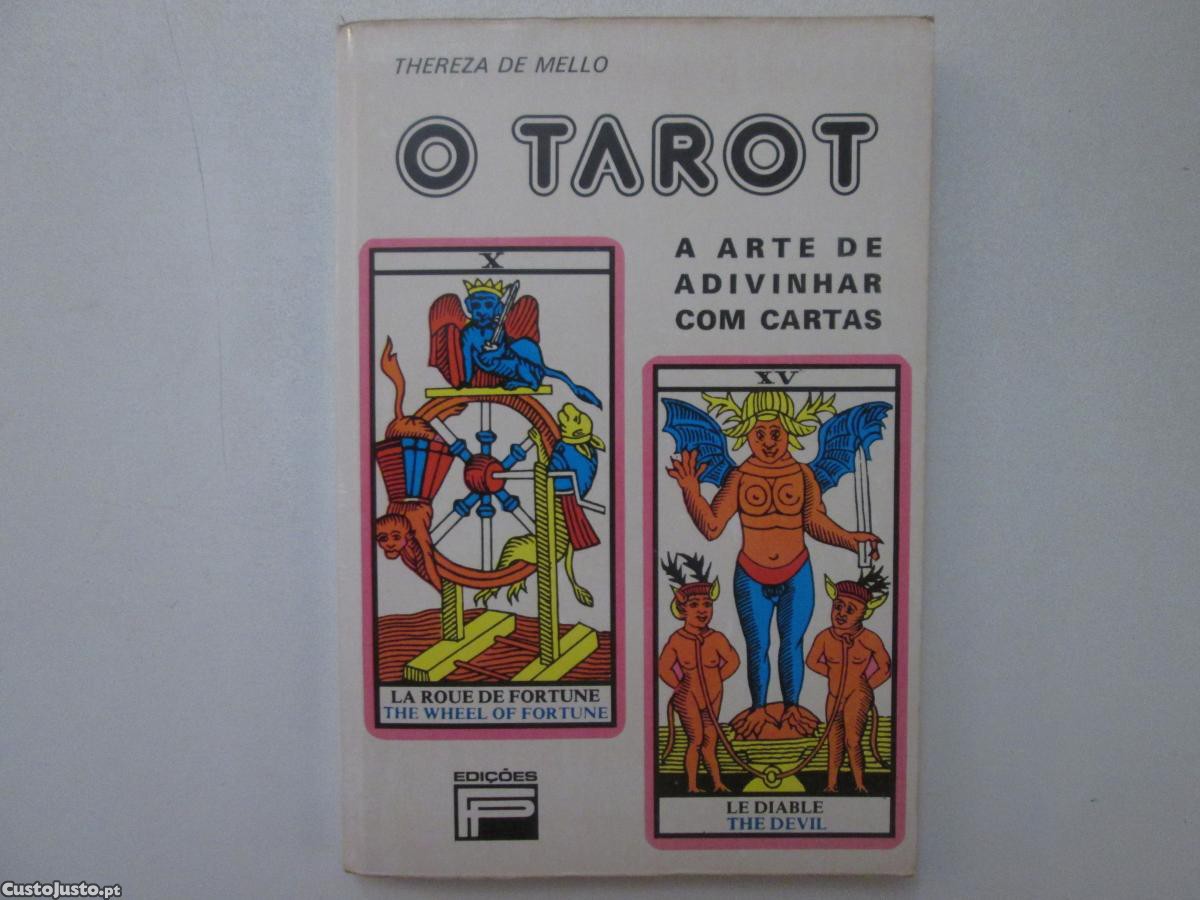 THEREZA DE MELLO
O TAROT
A ARTE DE
ADIVINHAR
COM CARTAS
X
LA ROUE DE FORTUNE
THE WHEEL OF FORTUNE
XV
LE DIABLE
THE DEVIL
EDIÇÕES
FP
CustoJusto.pt